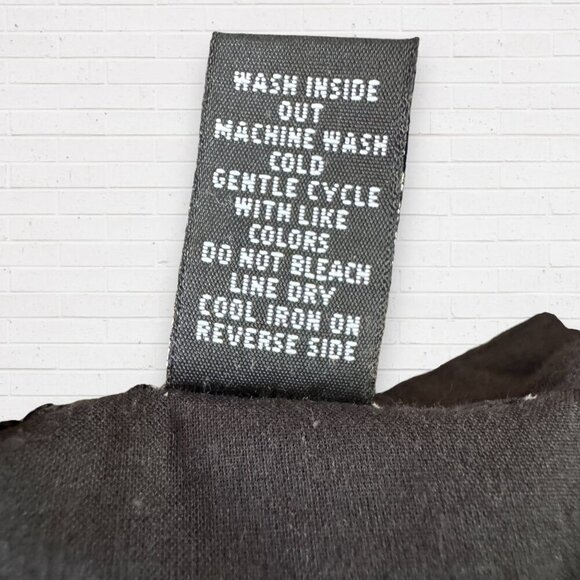 WASH INSIDE
OUT
MACHINE WASH
COLD
GENTLE CYCLE
WITH LIKE
COLORS
DO NOT BLEACH
LINE DRY
COOL IRON ON
REVERSE SIDE